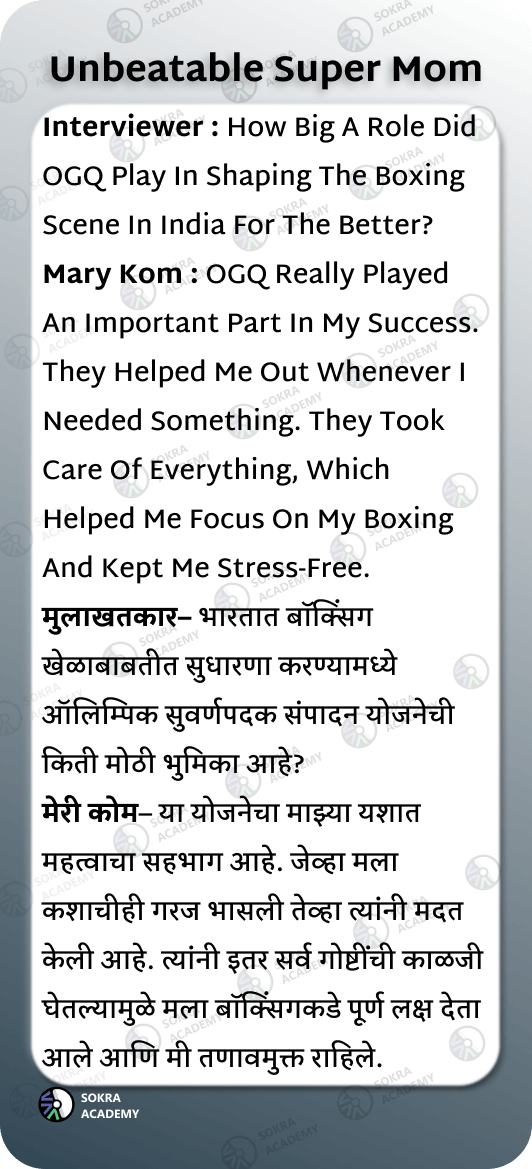 Unbeatable Super Mom
Interviewer : How Big A Role Did
OGQ Play In Shaping The Boxing
Scene In India For The Better?
Mary Kom : OGQ Really Played
An Important Part In My Success.
They Helped Me Out Whenever I
Needed Something. They Took
Care Of Everything, Which
Helped Me Focus On My Boxing
And Kept Me Stress-Free.
मुलाखतकार– भारतात बॉक्सिंग
खेळाबाबतीत सुधारणा करण्यामध्ये
ऑलिम्पिक सुवर्णपदक संपादन योजनेची
किती मोठी भुमिका आहे?
मेरी कोम– या योजनेचा माझ्या यशात
महत्वाचा सहभाग आहे. जेव्हा मला
कशाचीही गरज भासली तेव्हा त्यांनी मदत
केली आहे. त्यांनी इतर सर्व गोष्टींची काळजी
घेतल्यामुळे मला बॉक्सिंगकडे पूर्ण लक्ष देता
आले आणि मी तणावमुक्त राहिले.
SOKRA
ACADEMY